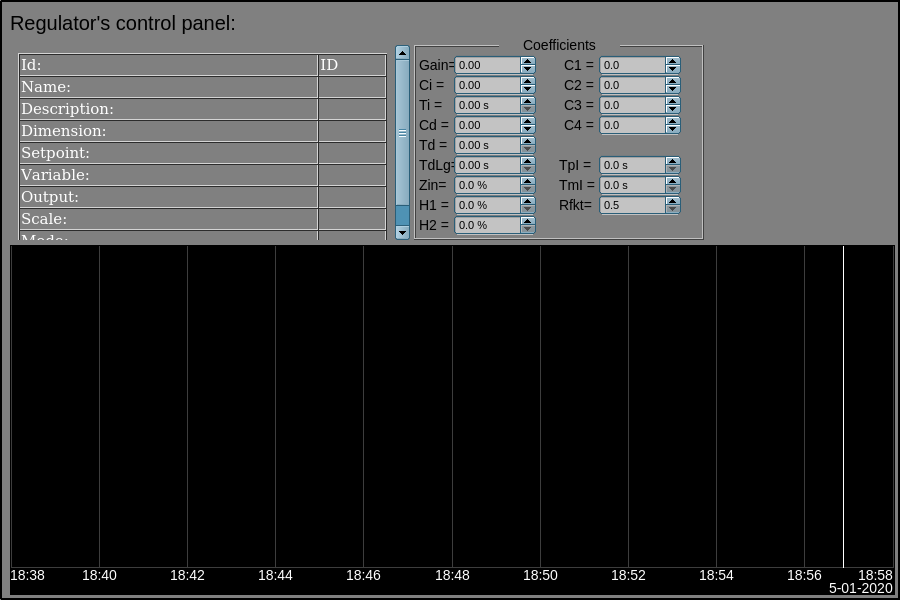 Regulator's control panel:
Id: ID
Name:
Description:
Dimension:
Setpoint:
Variable:
Output:
Scale:
Mode:
Coefficients
Gain= 0.00 C1 = 0.0
Ci = 0.00 C2 = 0.0
Ti = 0.00 s C3 = 0.0
Cd = 0.00 C4 = 0.0
Td = 0.00 s
TdLg= 0.00 s TpI = 0.0 s
Zin= 0.0 % TmI = 0.0 s
H1 = 0.0 % Rfkt= 0.5
H2 = 0.0 %
18:38 18:40 18:42 18:44 18:46 18:48 18:50 18:52 18:54 18:56 18:58
5-01-2020